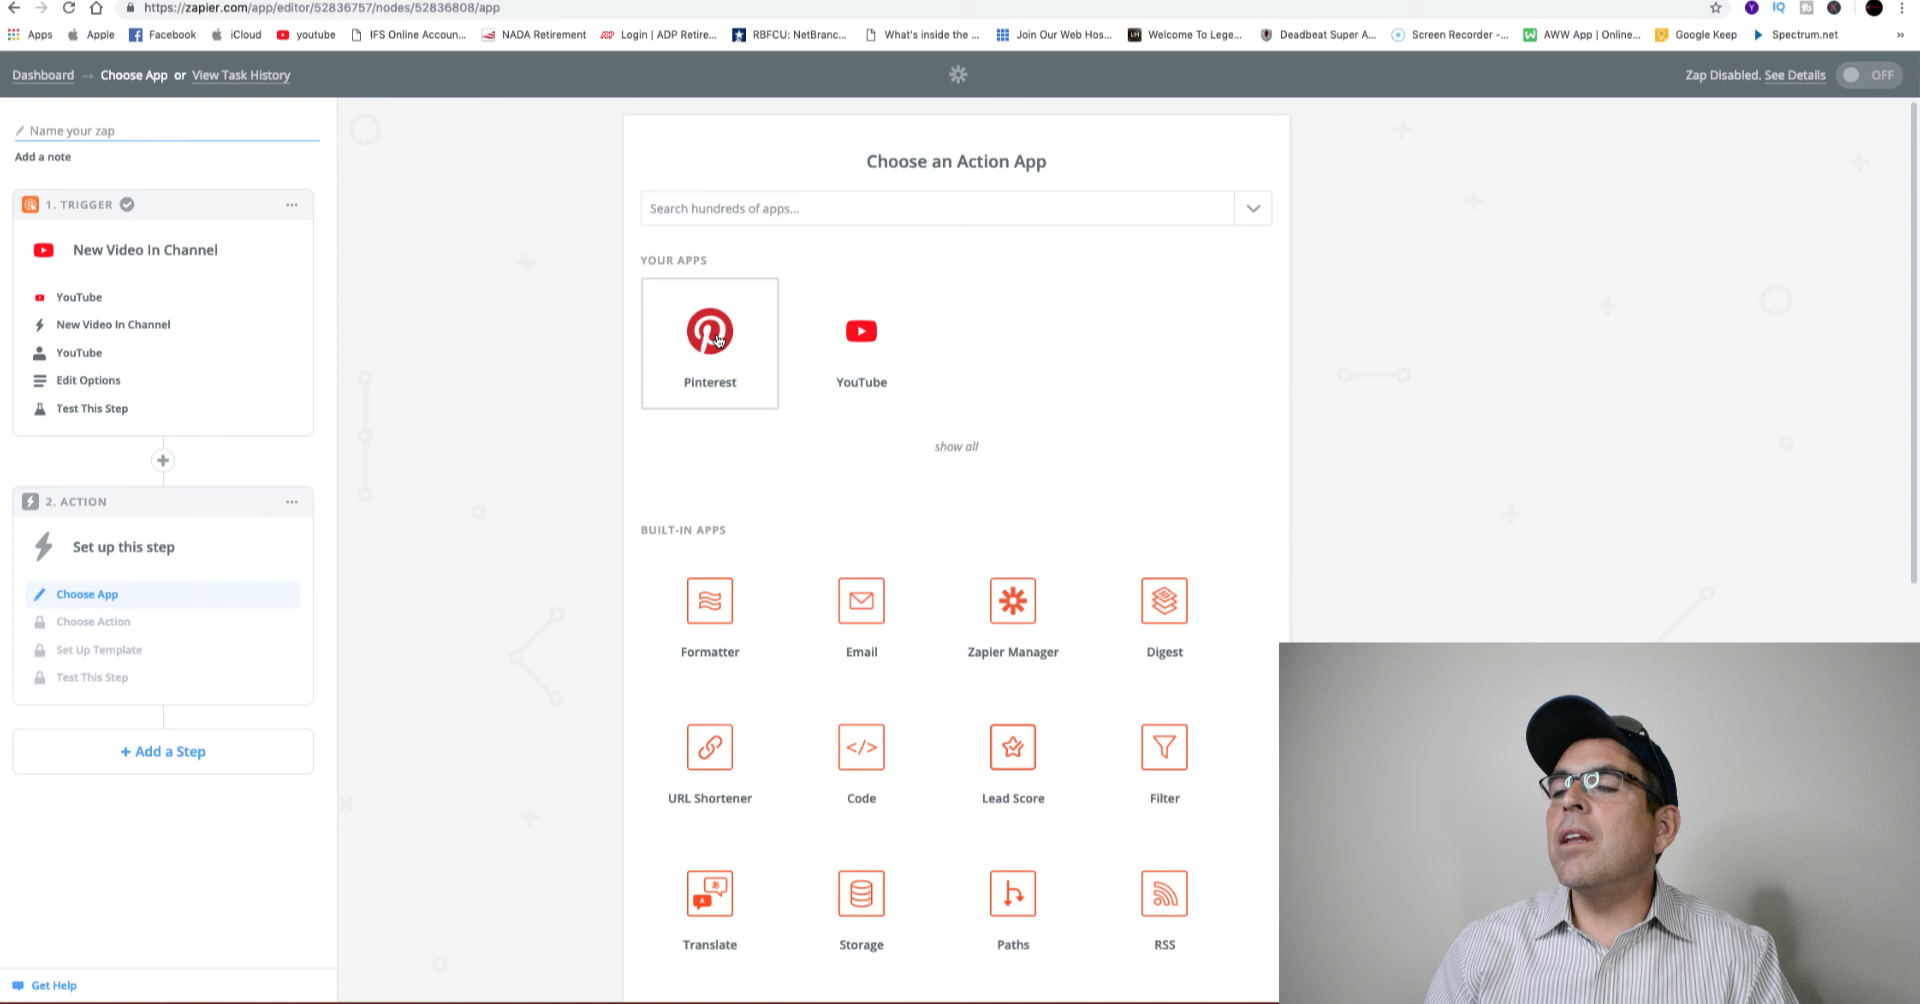 https://zapier.com/app/editor/52836757/nodes/52836808/app
Apps Apple Facebook iCloud youtube IFS Online Accoun... NADA Retirement Login | ADP Retire... RBFCU: NetBranc... What's inside the ... Join Our Web Hos... Welcome To Lege... Deadbeat Super A... Screen Recorder -... AWW App | Online... Google Keep Spectrum.net »
Dashboard → Choose App or View Task History
Zap Disabled. See Details OFF
Name your zap
Add a note
1. TRIGGER
New Video In Channel
YouTube
New Video In Channel
YouTube
Edit Options
Test This Step
2. ACTION
Set up this step
Choose App
Choose Action
Set Up Template
Test This Step
+ Add a Step
Get Help
Choose an Action App
Search hundreds of apps...
YOUR APPS
Pinterest YouTube
show all
BUILT-IN APPS
Formatter Email Zapier Manager Digest
URL Shortener Code Lead Score Filter
Translate Storage Paths RSS